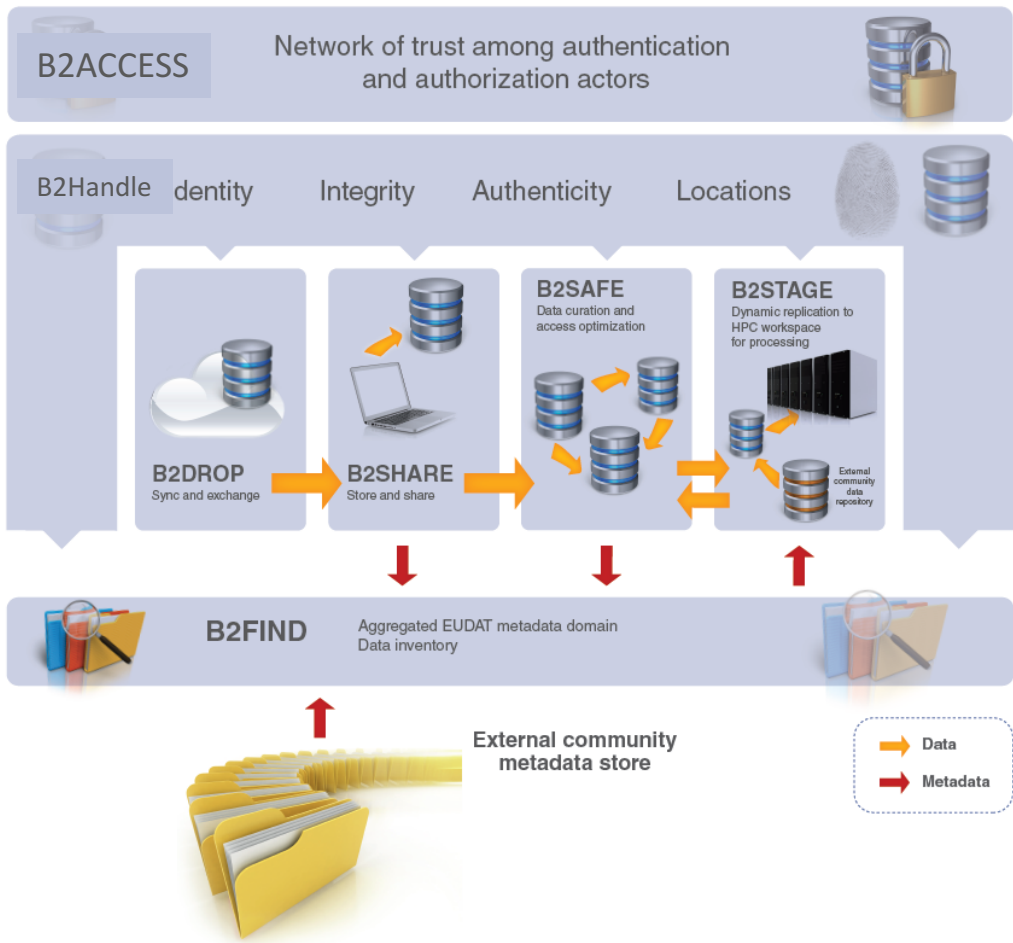 B2ACCESS
Network of trust among authentication
and authorization actors
B2Handle
dentity
Integrity
Authenticity
Locations
B2DROP
Sync and exchange
B2SHARE
Store and share
B2SAFE
Data curation and
access optimization
B2STAGE
Dynamic replication to
HPC workspace
for processing
External
community
data
repository
B2FIND
Aggregated EUDAT metadata domain
Data inventory
External community
metadata store
Data
Metadata